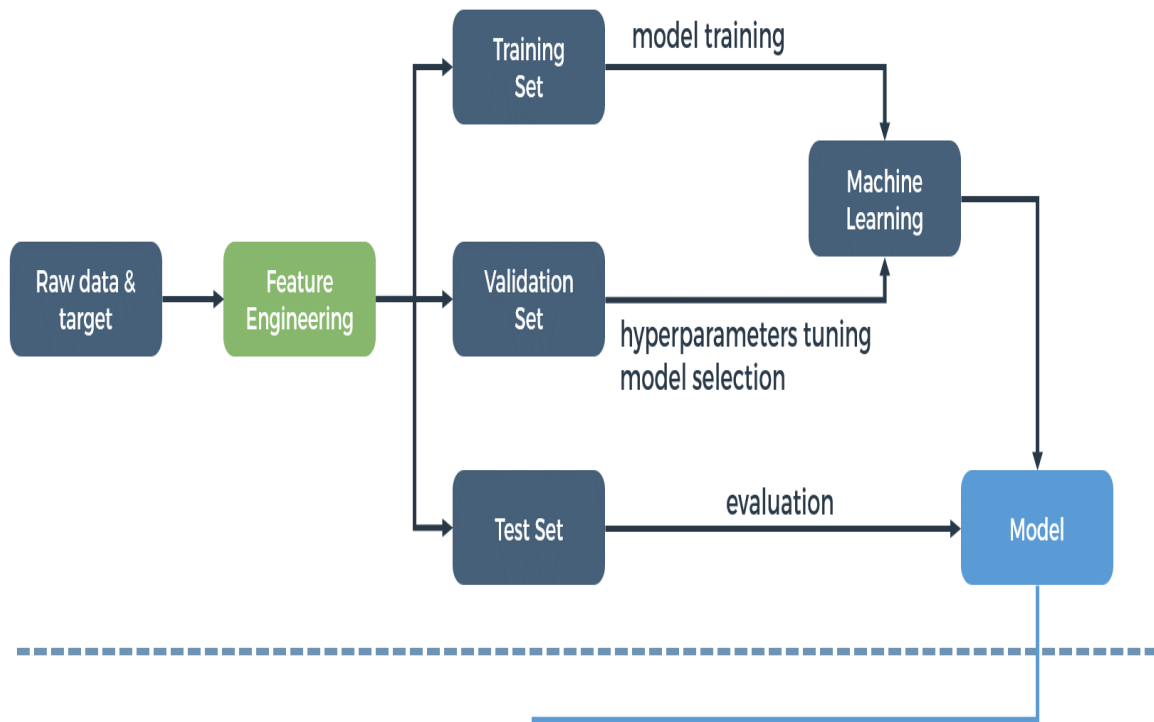 Training
Set
model training
Machine
Learning
Raw data &
target
Feature
Engineering
Validation
Set
hyperparameters tuning
model selection
Test Set
evaluation
Model